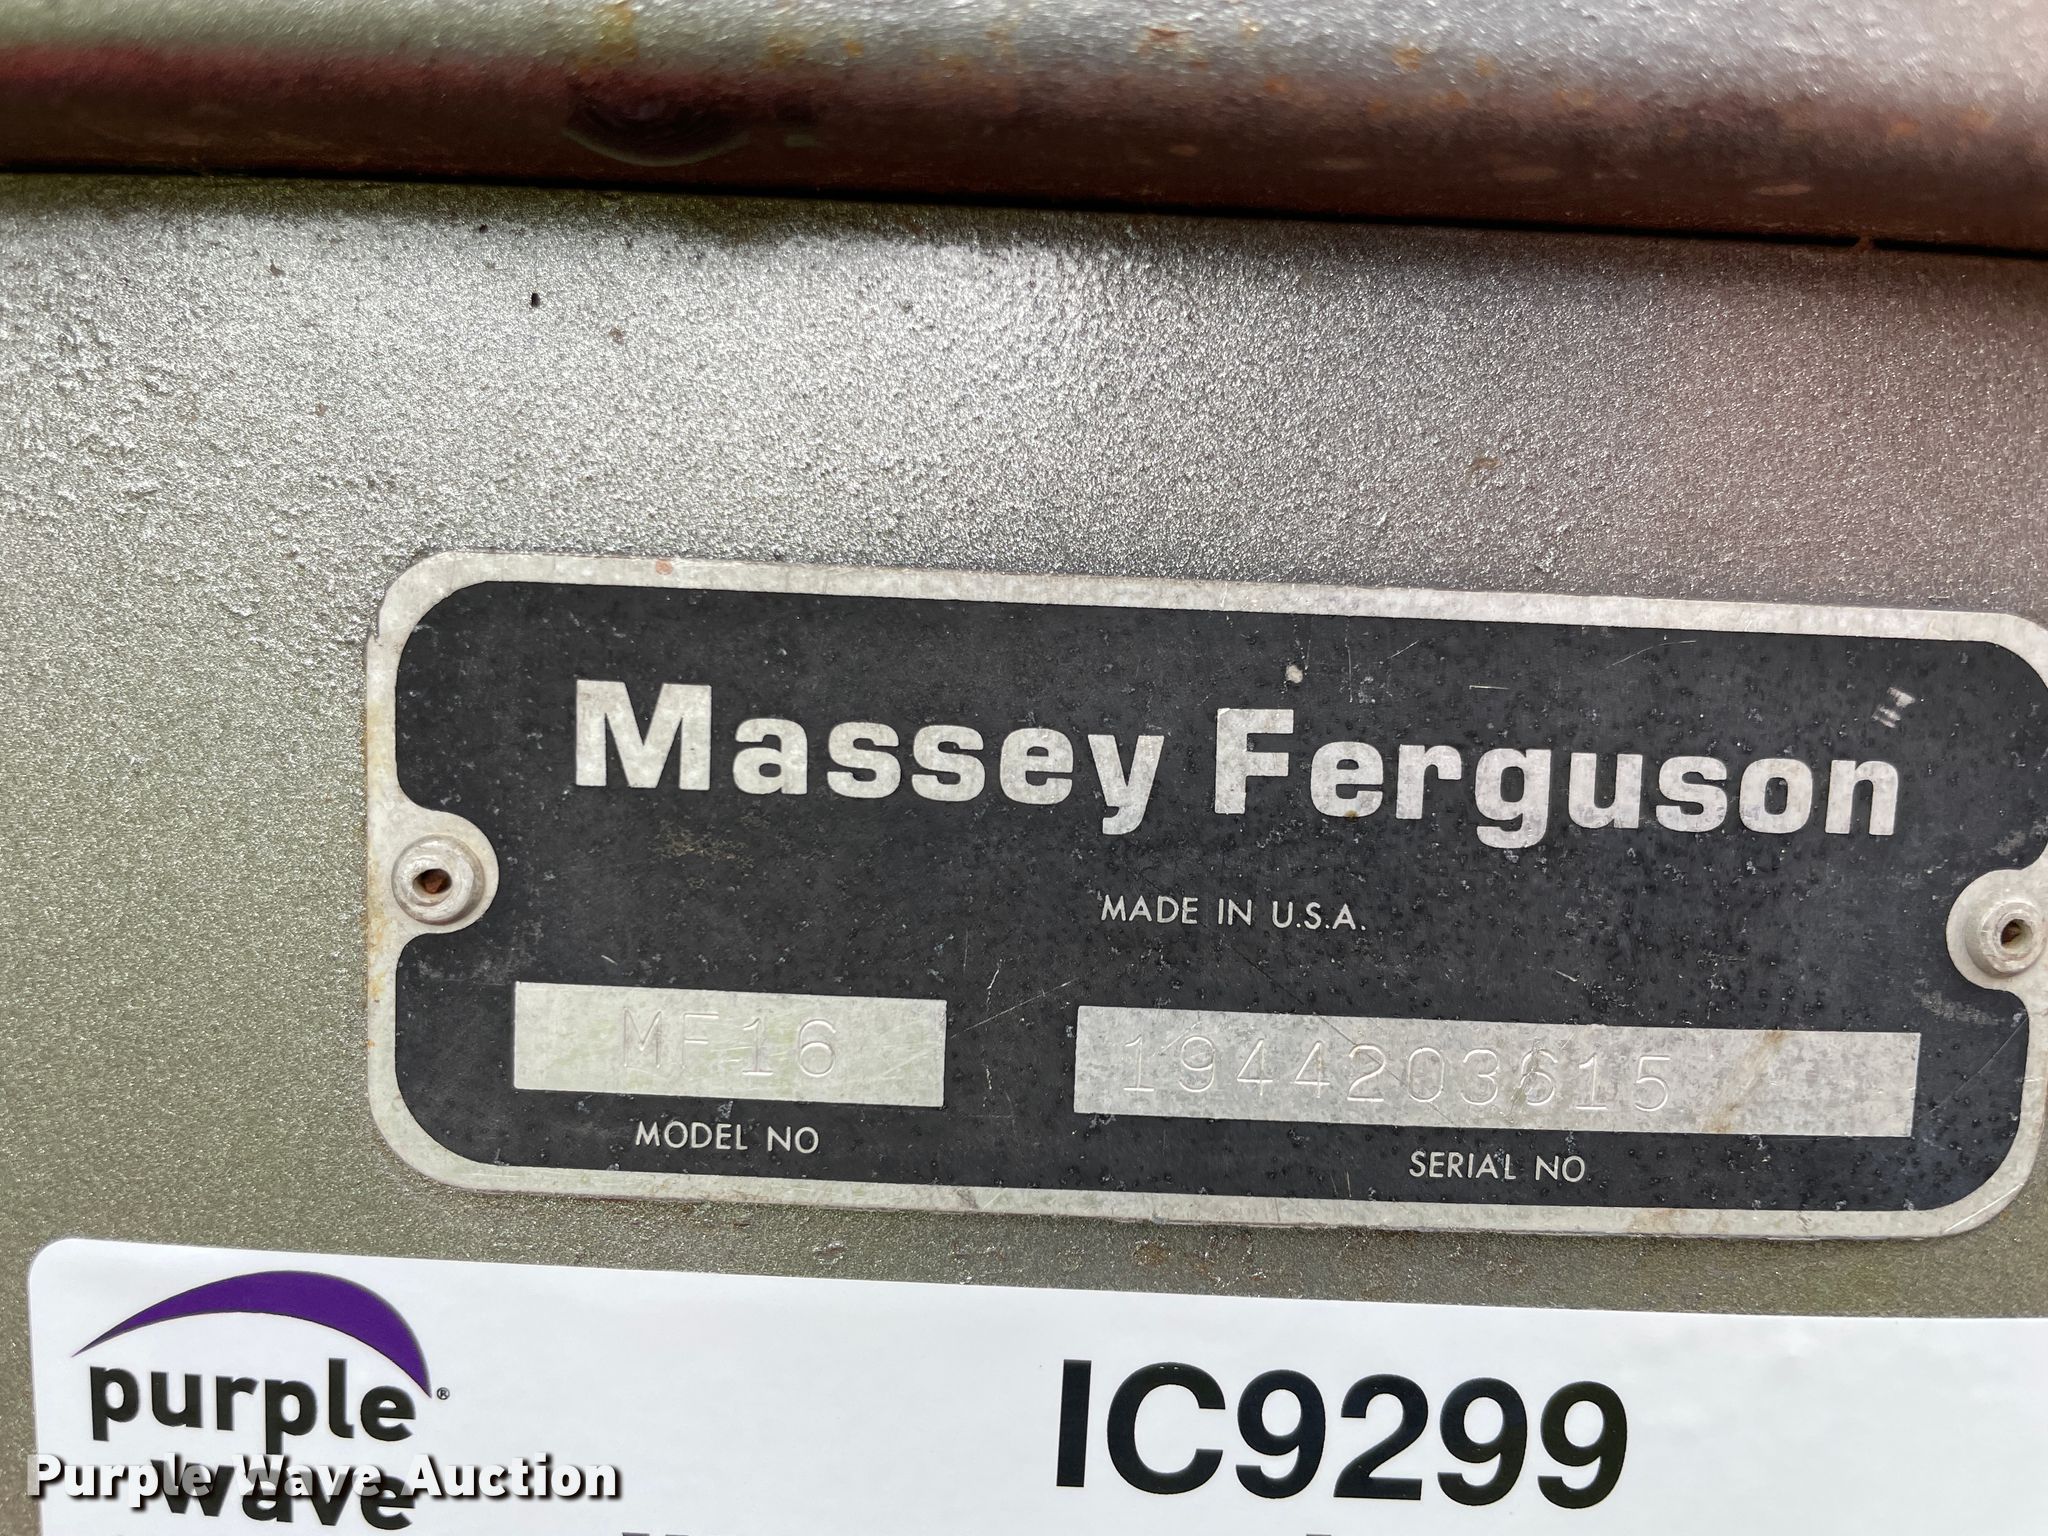 Massey Ferguson
MADE IN U.S.A.
MF16 1944203615
MODEL NO SERIAL NO
purple® IC9299
wave
Purple Wave Auction